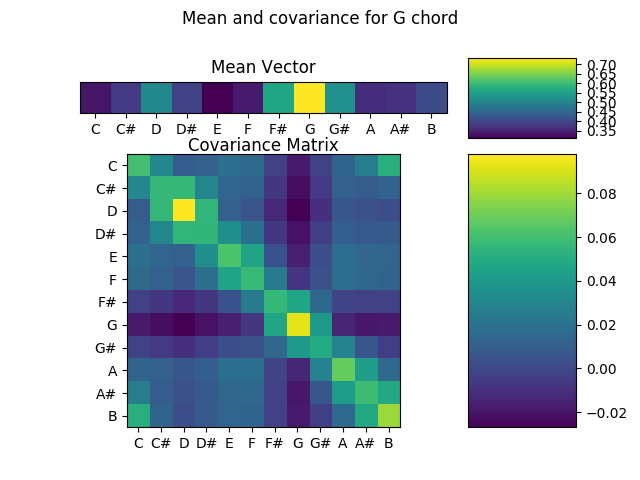 Mean and covariance for G chord
Mean Vector
C C# D D# E F F# G G# A A# B
0.70
0.65
0.60
0.55
0.50
0.45
0.40
0.35
Covariance Matrix
C
C#
D
D#
E
F
F#
G
G#
A
A#
B
C C# D D# E F F# G G# A A# B
0.08
0.06
0.04
0.02
0.00
−0.02